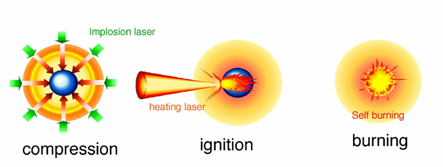 Implosion laser
heating laser
Self burning
compression
ignition
burning